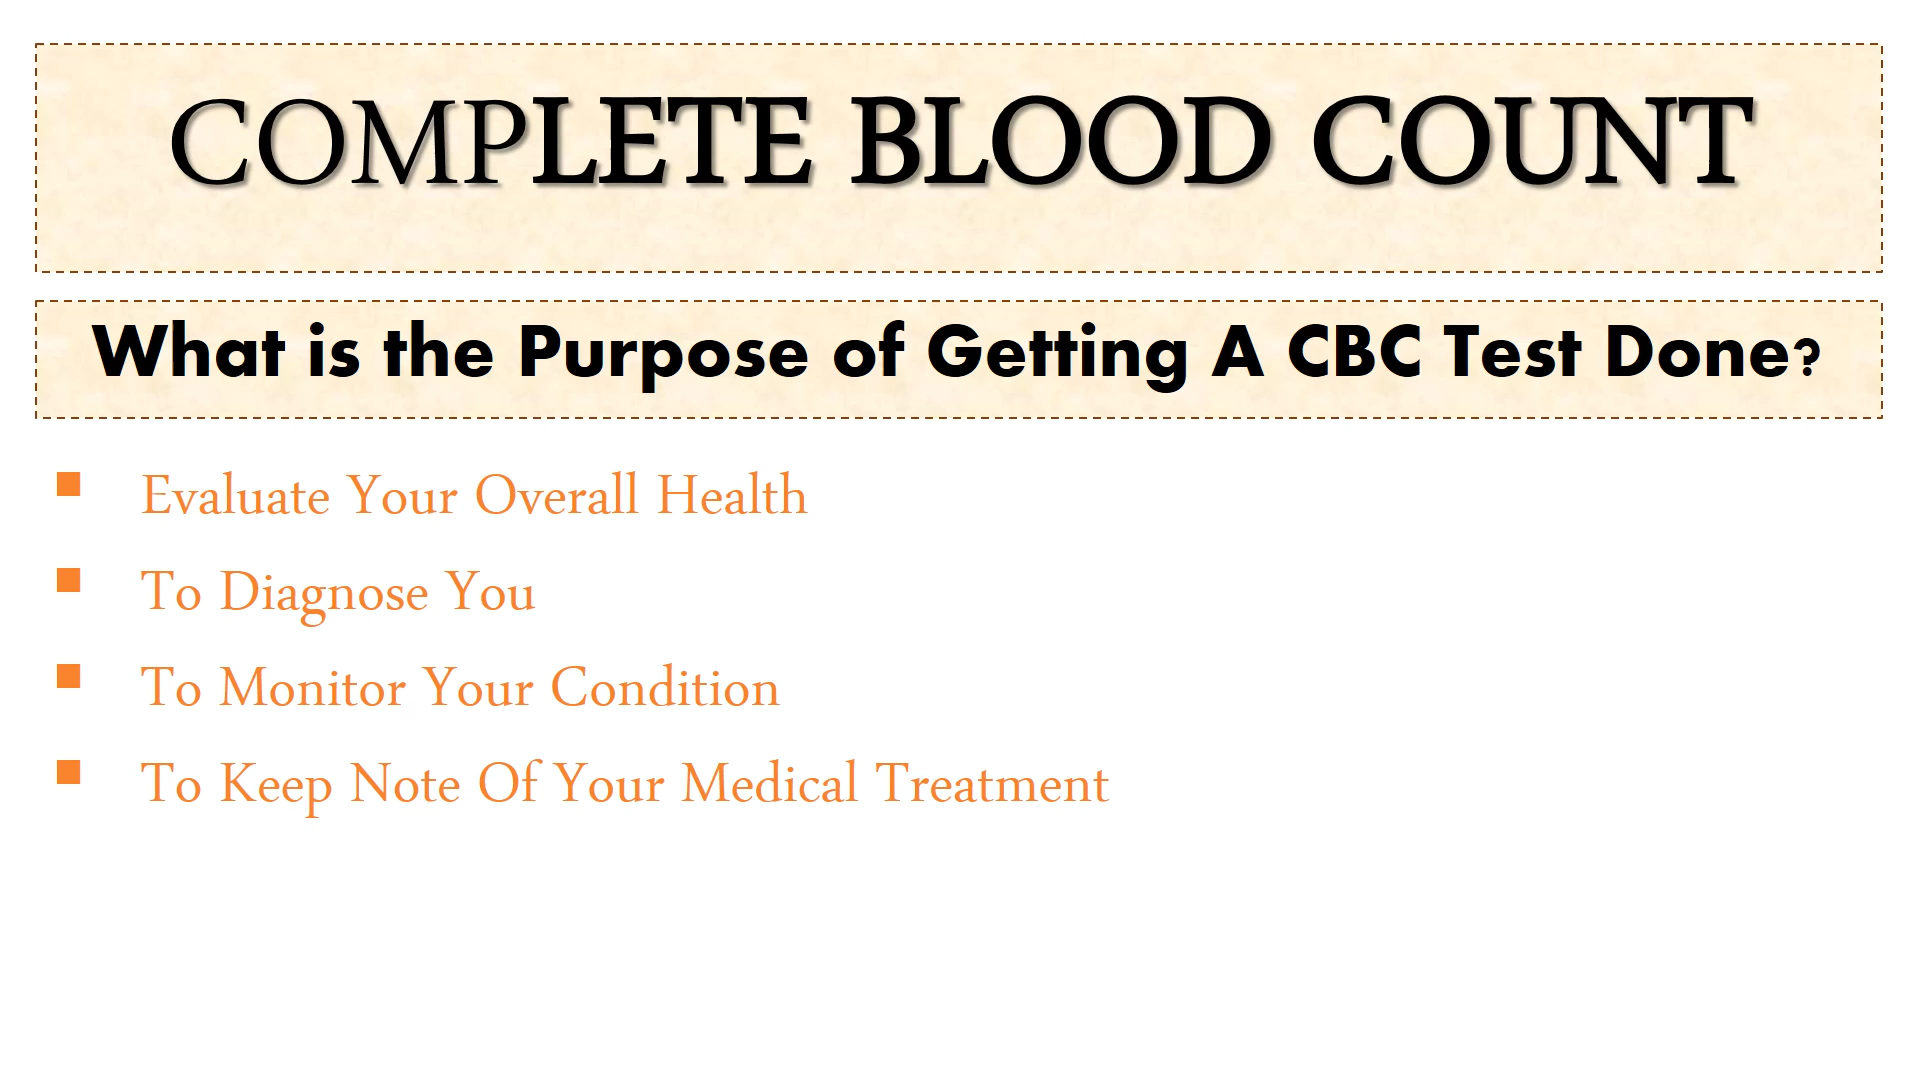 COMPLETE BLOOD COUNT
What is the Purpose of Getting A CBC Test Done?
▪ Evaluate Your Overall Health
▪ To Diagnose You
▪ To Monitor Your Condition
▪ To Keep Note Of Your Medical Treatment